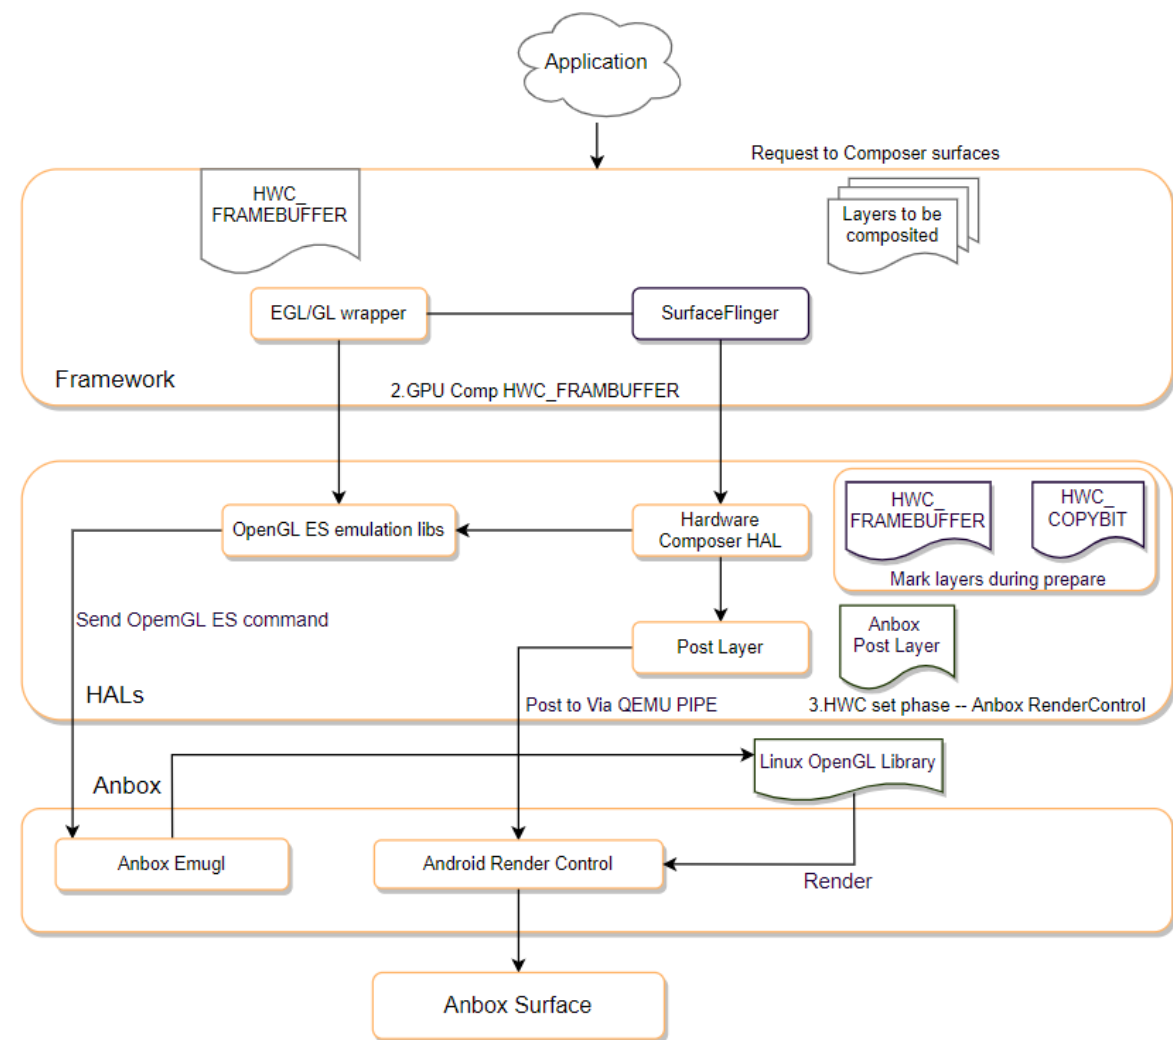 Application
Request to Composer surfaces
HWC_
FRAMEBUFFER
Layers to be
composited
EGL/GL wrapper
SurfaceFlinger
Framework
2.GPU Comp HWC_FRAMBUFFER
OpenGL ES emulation libs
Hardware
Composer HAL
HWC_
FRAMEBUFFER
HWC_
COPYBIT
Mark layers during prepare
Send OpemGL ES command
Post Layer
Anbox
Post Layer
HALs
Post to Via QEMU PIPE
3.HWC set phase -- Anbox RenderControl
Anbox
Linux OpenGL Library
Anbox Emugl
Android Render Control
Render
Anbox Surface